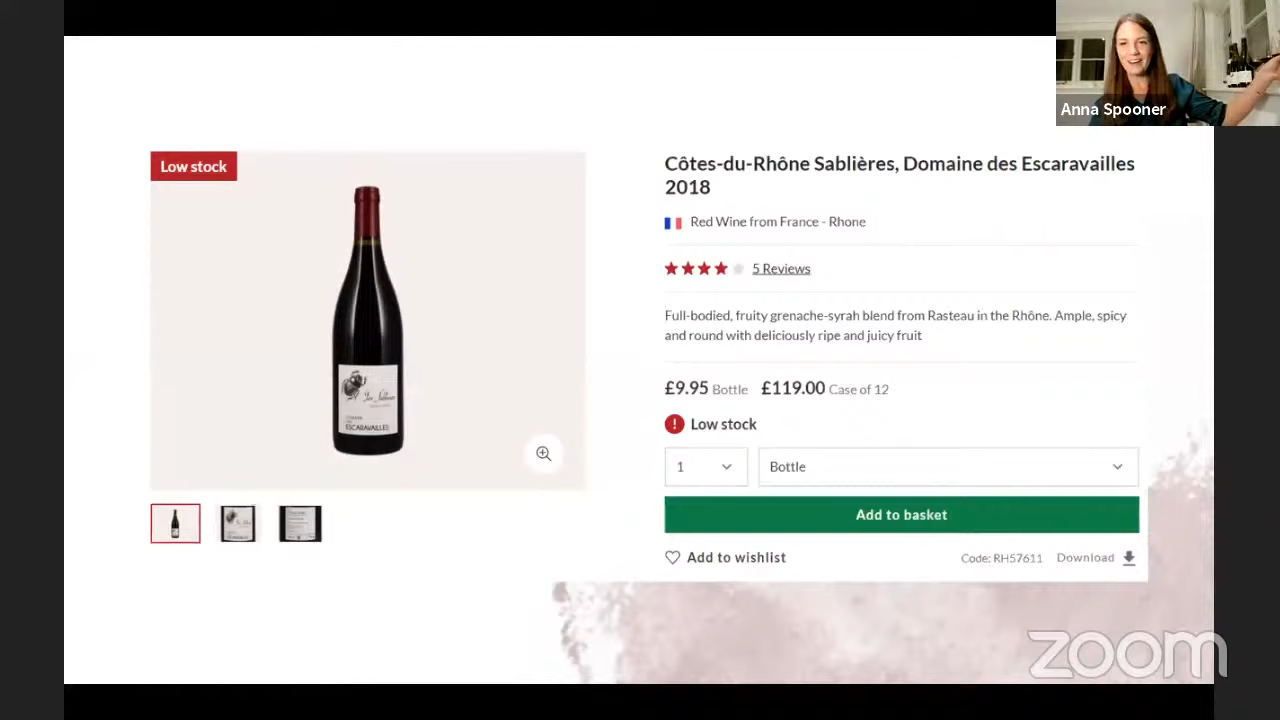 Anna Spooner
Low stock
Côtes-du-Rhône Sablières, Domaine des Escaravailles
2018
Red Wine from France - Rhone
5 Reviews
Full-bodied, fruity grenache-syrah blend from Rasteau in the Rhône. Ample, spicy
and round with deliciously ripe and juicy fruit
£9.95 Bottle £119.00 Case of 12
! Low stock
1 Bottle
Add to basket
Add to wishlist Code: RH57611 Download
ESCARAVAILLES
zoom